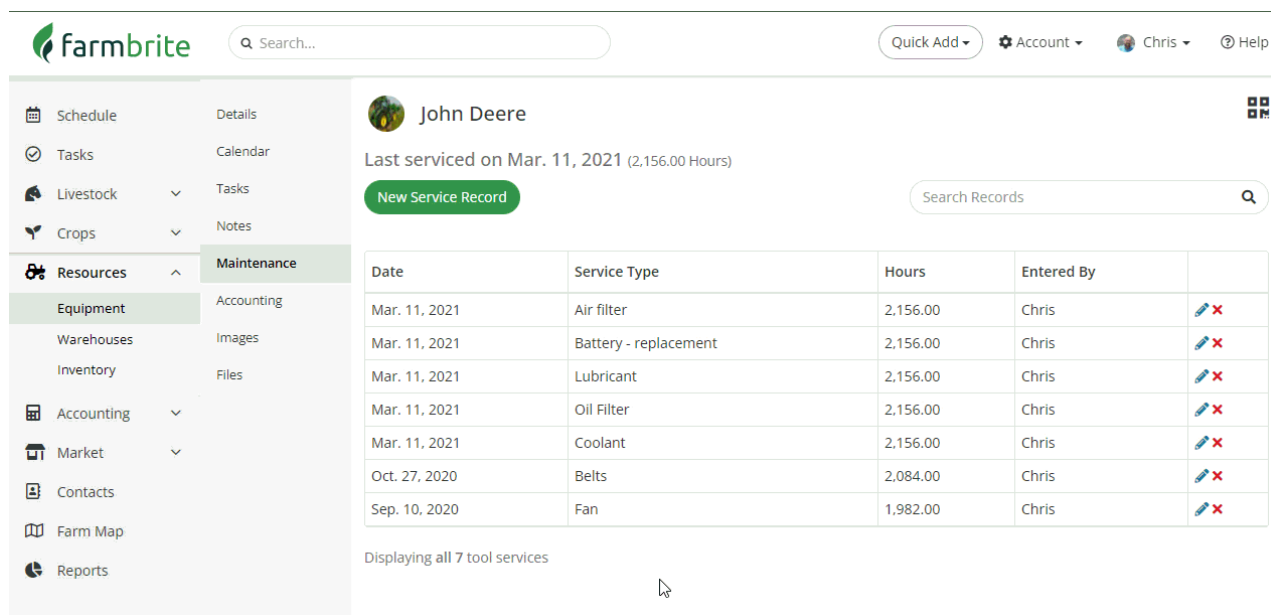 farmbrite
Search...
Quick Add
Account
Chris
Help
Schedule
Tasks
Livestock
Crops
Resources
Equipment
Warehouses
Inventory
Accounting
Market
Contacts
Farm Map
Reports
Details
Calendar
Tasks
Notes
Maintenance
Accounting
Images
Files
John Deere
Last serviced on Mar. 11, 2021 (2,156.00 Hours)
New Service Record
Search Records
Date Service Type Hours Entered By
Mar. 11, 2021 Air filter 2,156.00 Chris
Mar. 11, 2021 Battery - replacement 2,156.00 Chris
Mar. 11, 2021 Lubricant 2,156.00 Chris
Mar. 11, 2021 Oil Filter 2,156.00 Chris
Mar. 11, 2021 Coolant 2,156.00 Chris
Oct. 27, 2020 Belts 2,084.00 Chris
Sep. 10, 2020 Fan 1,982.00 Chris
Displaying all 7 tool services